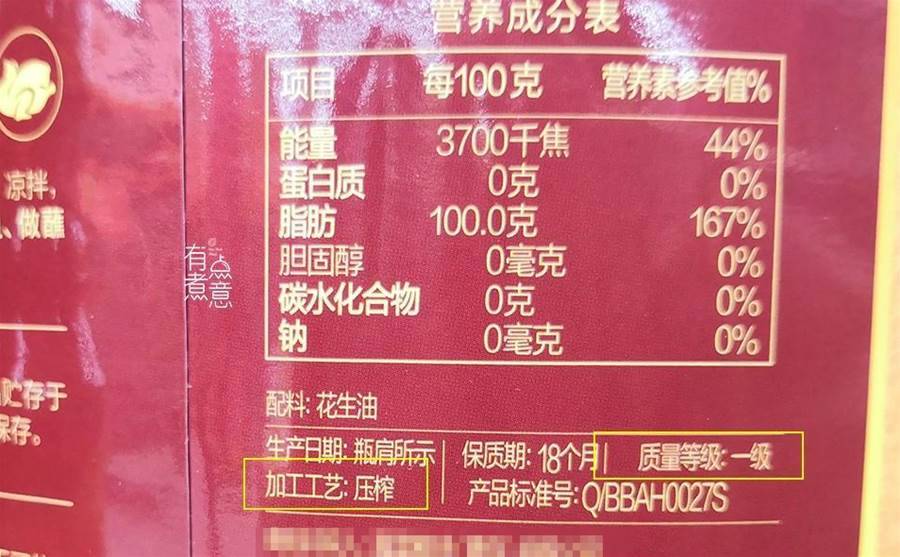 凉拌,
、做蘸
贮存于
保存。
有点煮意
营养成分表
项目 每100克 营养素参考值%
能量 3700千焦 44%
蛋白质 0克 0%
脂肪 100.0克 167%
胆固醇 0毫克 0%
碳水化合物 0克 0%
钠 0毫克 0%
配料: 花生油
生产日期: 瓶肩所示 保质期: 18个月 质量等级: 一级
加工工艺: 压榨 产品标准号: Q/BBAH0027S